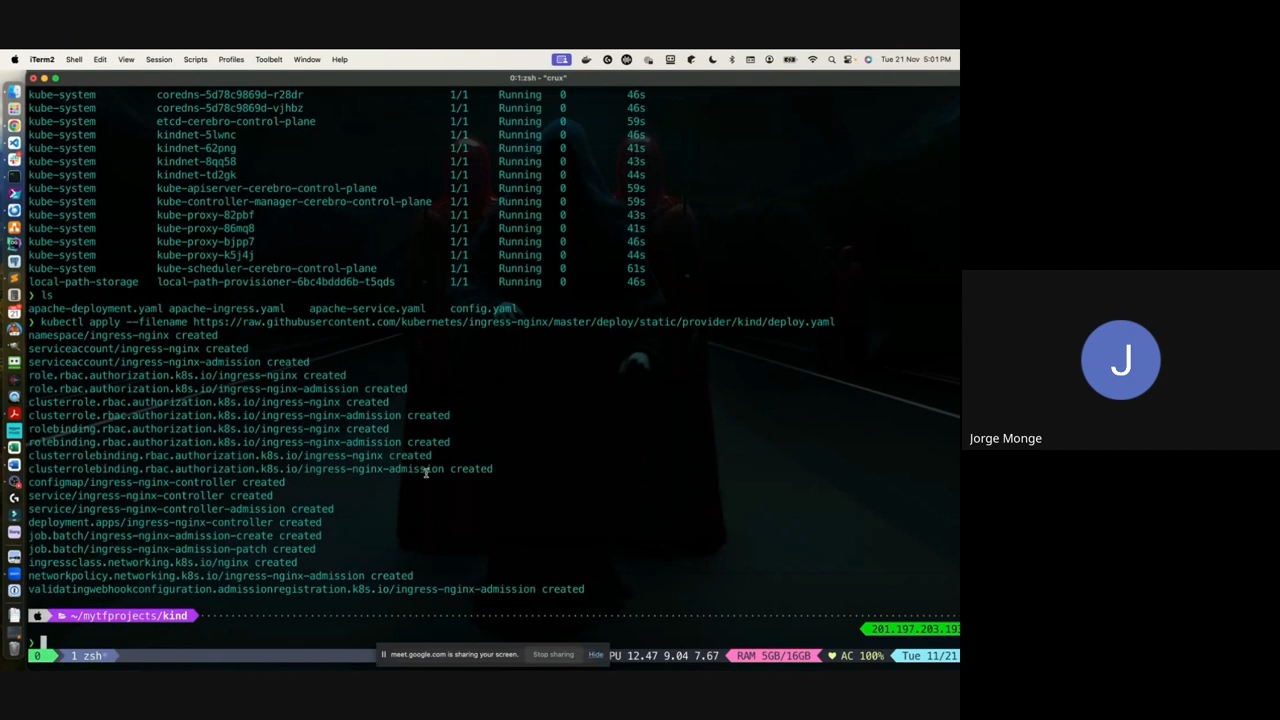 iTerm2 Shell Edit View Session Scripts Profiles Toolbelt Window Help Tue 21 Nov 5:01 PM
0:1:zsh - "crux"
kube-system coredns-5d78c9869d-r28dr 1/1 Running 0 46s
kube-system coredns-5d78c9869d-vjhbz 1/1 Running 0 46s
kube-system etcd-cerebro-control-plane 1/1 Running 0 59s
kube-system kindnet-5lwnc 1/1 Running 0 46s
kube-system kindnet-62png 1/1 Running 0 41s
kube-system kindnet-8qq58 1/1 Running 0 43s
kube-system kindnet-td2gk 1/1 Running 0 44s
kube-system kube-apiserver-cerebro-control-plane 1/1 Running 0 59s
kube-system kube-controller-manager-cerebro-control-plane 1/1 Running 0 59s
kube-system kube-proxy-82pbf 1/1 Running 0 43s
kube-system kube-proxy-86mq8 1/1 Running 0 41s
kube-system kube-proxy-bjpp7 1/1 Running 0 46s
kube-system kube-proxy-k5j4j 1/1 Running 0 44s
kube-system kube-scheduler-cerebro-control-plane 1/1 Running 0 61s
local-path-storage local-path-provisioner-6bc4bddd6b-t5qds 1/1 Running 0 46s
❯ ls
apache-deployment.yaml apache-ingress.yaml apache-service.yaml config.yaml
❯ kubectl apply --filename https://raw.githubusercontent.com/kubernetes/ingress-nginx/master/deploy/static/provider/kind/deploy.yaml
namespace/ingress-nginx created
serviceaccount/ingress-nginx created
serviceaccount/ingress-nginx-admission created
role.rbac.authorization.k8s.io/ingress-nginx created
role.rbac.authorization.k8s.io/ingress-nginx-admission created
clusterrole.rbac.authorization.k8s.io/ingress-nginx created
clusterrole.rbac.authorization.k8s.io/ingress-nginx-admission created
rolebinding.rbac.authorization.k8s.io/ingress-nginx created
rolebinding.rbac.authorization.k8s.io/ingress-nginx-admission created
clusterrolebinding.rbac.authorization.k8s.io/ingress-nginx created
clusterrolebinding.rbac.authorization.k8s.io/ingress-nginx-admission created
configmap/ingress-nginx-controller created
service/ingress-nginx-controller created
service/ingress-nginx-controller-admission created
deployment.apps/ingress-nginx-controller created
job.batch/ingress-nginx-admission-create created
job.batch/ingress-nginx-admission-patch created
ingressclass.networking.k8s.io/nginx created
networkpolicy.networking.k8s.io/ingress-nginx-admission created
validatingwebhookconfiguration.admissionregistration.k8s.io/ingress-nginx-admission created
~/mytfprojects/kind
201.197.203.193
❯
0 1 zsh meet.google.com is sharing your screen. Stop sharing Hide PU 12.47 9.04 7.67 RAM 5GB/16GB ♥ AC 100% Tue 11/21
J
Jorge Monge